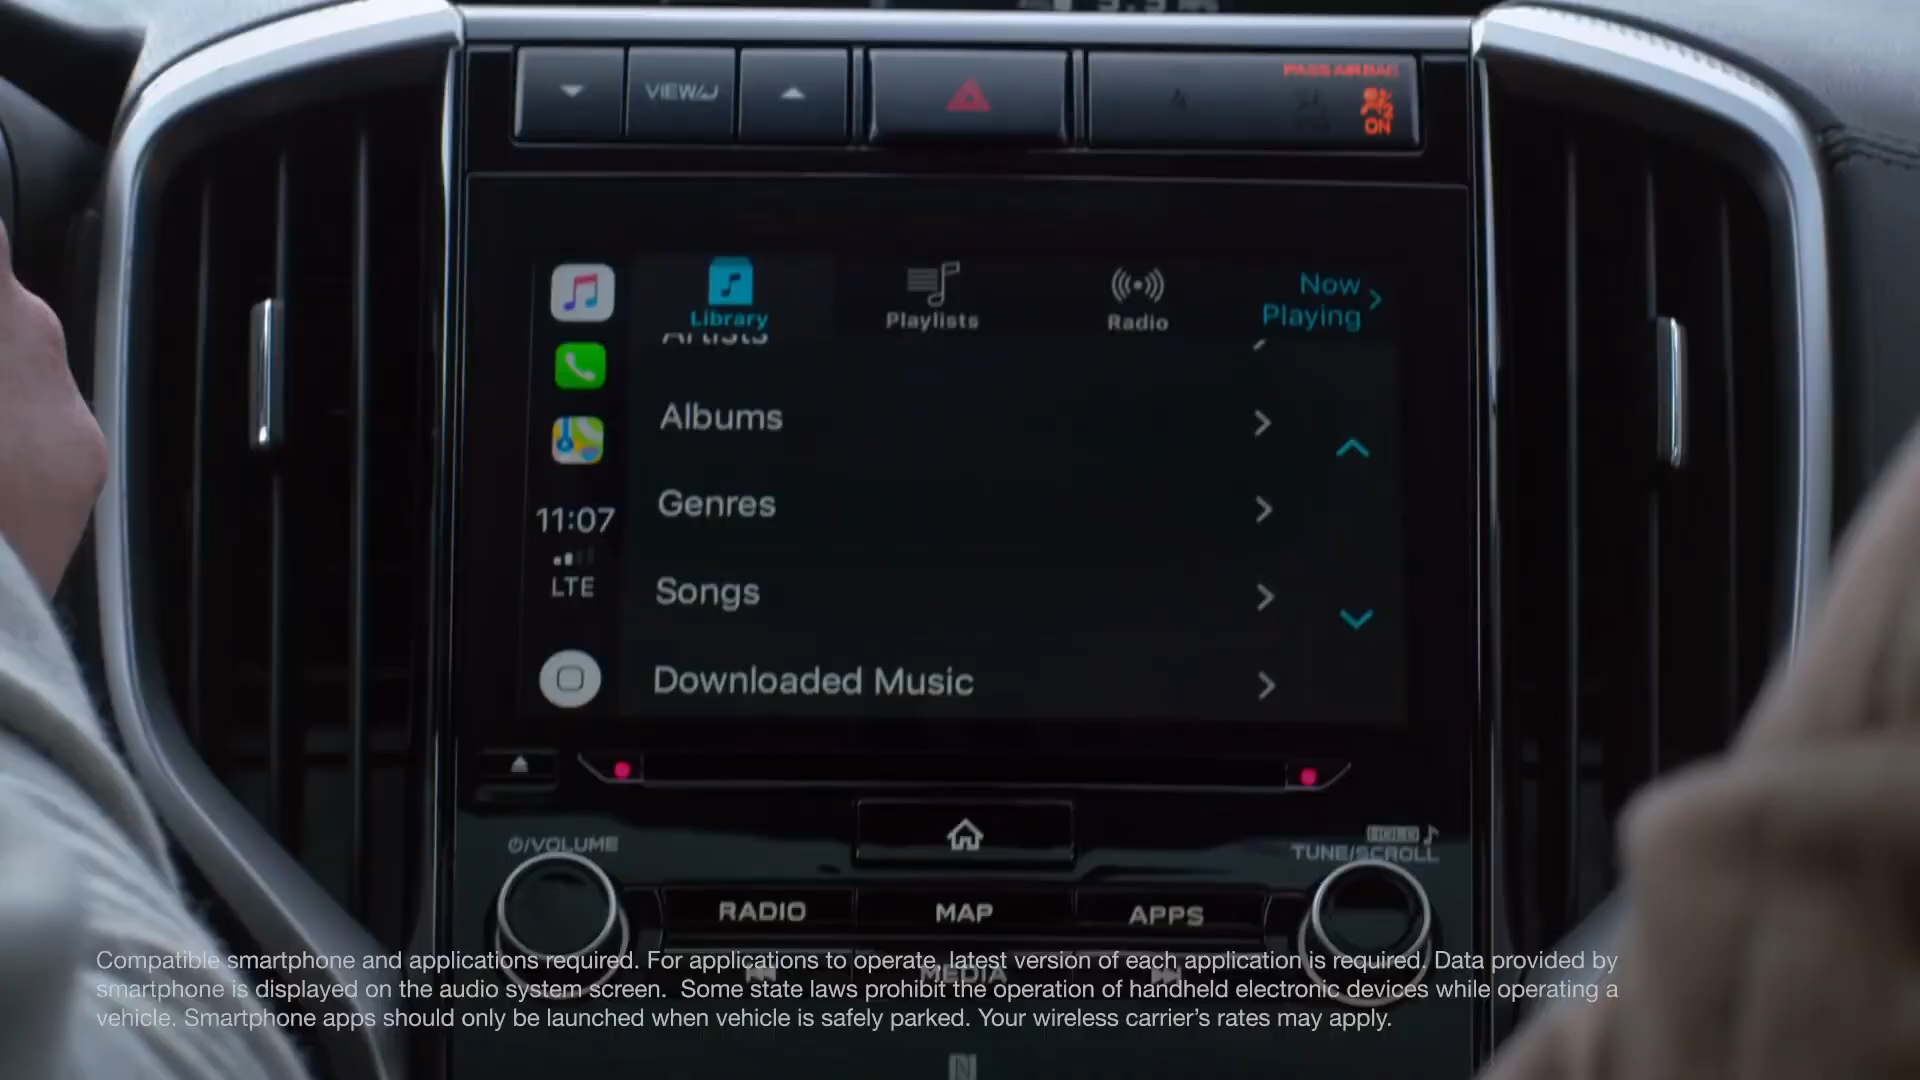 VIEW/
PASS AIR BAG
ON
Library
Playlists
Radio
Now
Playing
Artists
Albums
Genres
Songs
Downloaded Music
11:07
LTE
/VOLUME
TUNE/SCROLL
RADIO
MAP
APPS
MEDIA
Compatible smartphone and applications required. For applications to operate, latest version of each application is required. Data provided by
smartphone is displayed on the audio system screen. Some state laws prohibit the operation of handheld electronic devices while operating a
vehicle. Smartphone apps should only be launched when vehicle is safely parked. Your wireless carrier's rates may apply.